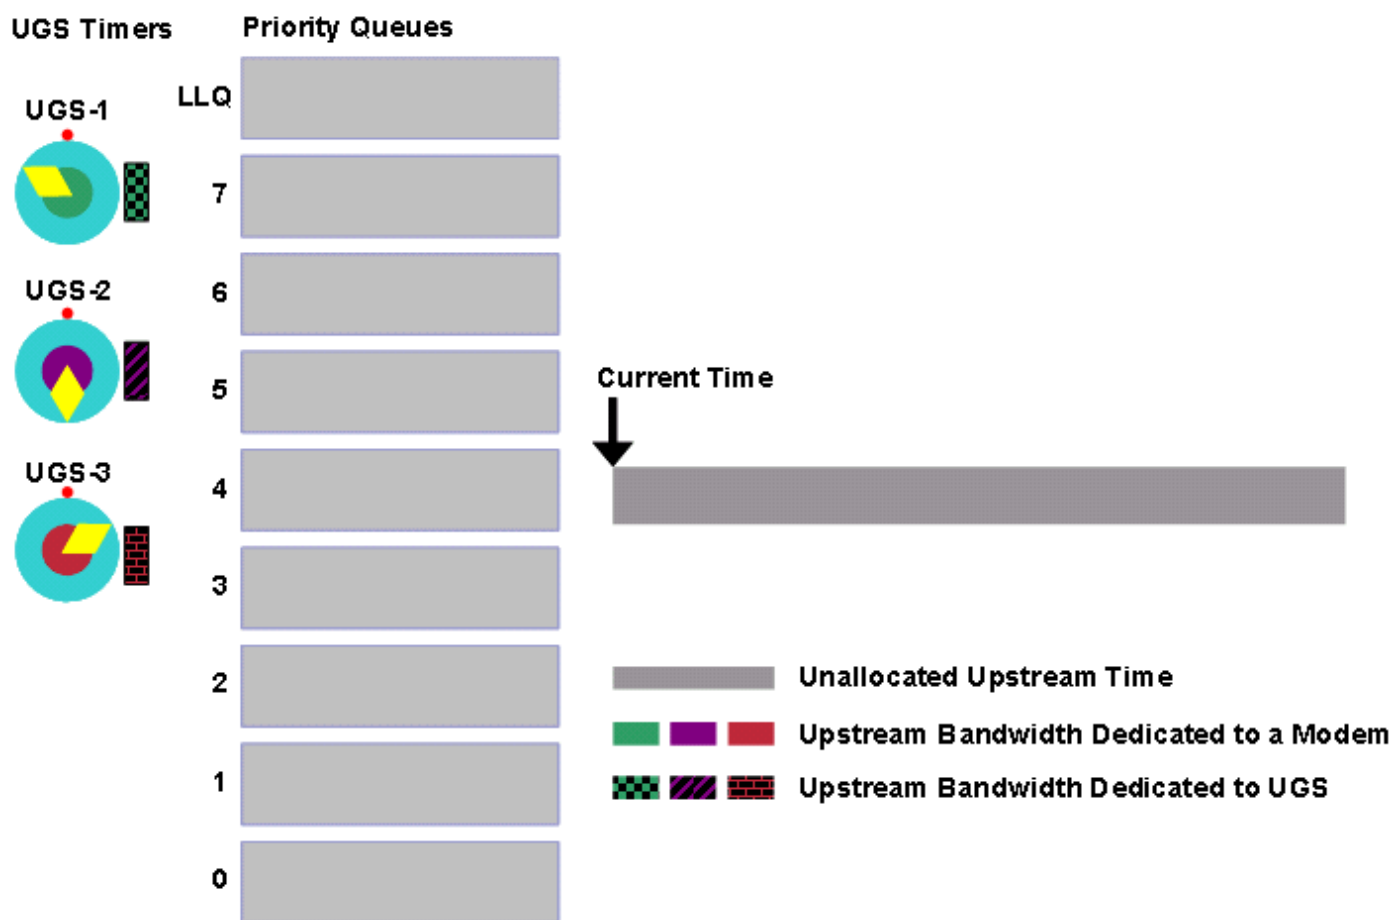 UGS Timers
Priority Queues
UGS-1
UGS-2
UGS-3
LLQ
7
6
5
4
3
2
1
0
Current Time
Unallocated Upstream Time
Upstream Bandwidth Dedicated to a Modem
Upstream Bandwidth Dedicated to UGS